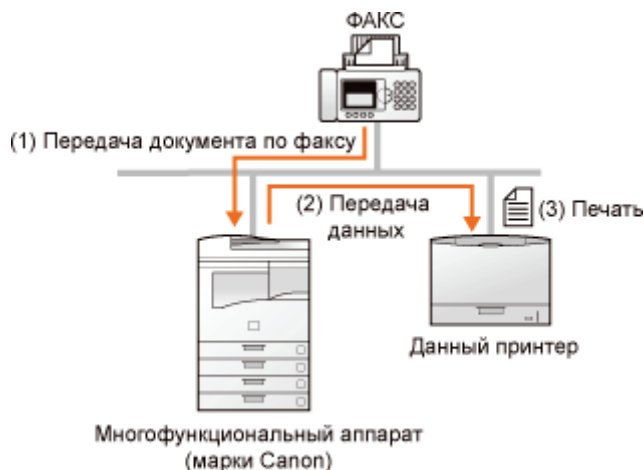 ФАКС
(1) Передача документа по факсу
(2) Передача
данных
(3) Печать
Данный принтер
Многофункциональный аппарат
(марки Canon)